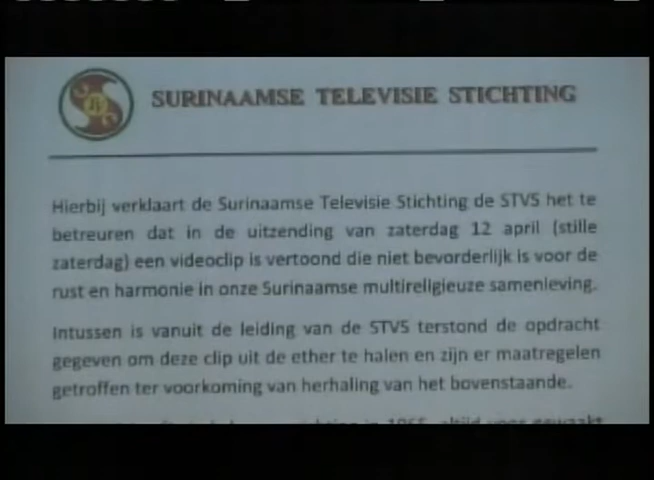 SURINAAMSE TELEVISIE STICHTING
Hierbij verklaart de Surinaamse Televisie Stichting de STVS het te
betreuren dat in de uitzending van zaterdag 12 april (stille
zaterdag) een videoclip is vertoond die niet bevorderlijk is voor de
rust en harmonie in onze Surinaamse multireligieuze samenleving.
Intussen is vanuit de leiding van de STVS terstond de opdracht
gegeven om deze clip uit de ether te halen en zijn er maatregelen
getroffen ter voorkoming van herhaling van het bovenstaande.